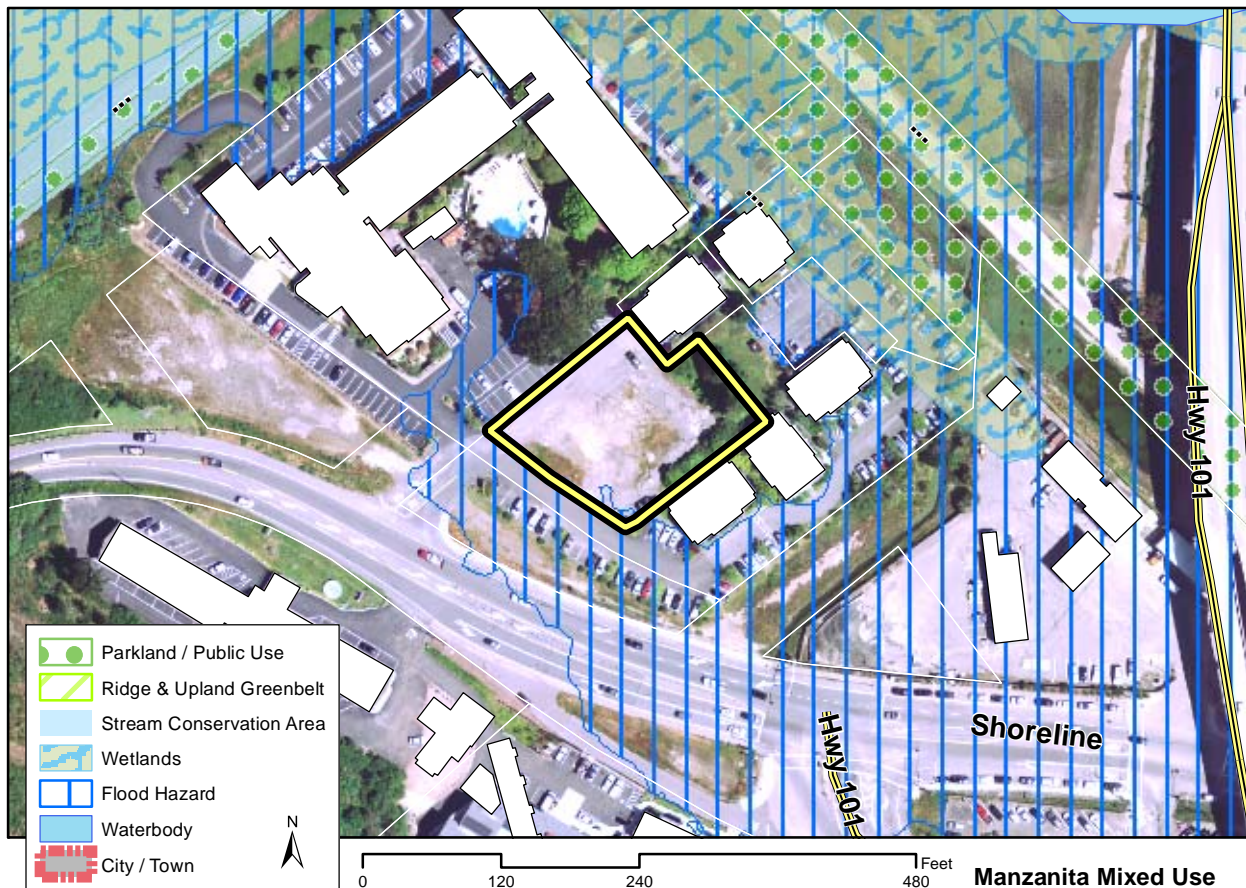 Hwy 101
Shoreline
Hwy 101
Parkland / Public Use
Ridge & Upland Greenbelt
Stream Conservation Area
Wetlands
Flood Hazard
Waterbody
City / Town
N
Feet
0 120 240 480
Manzanita Mixed Use